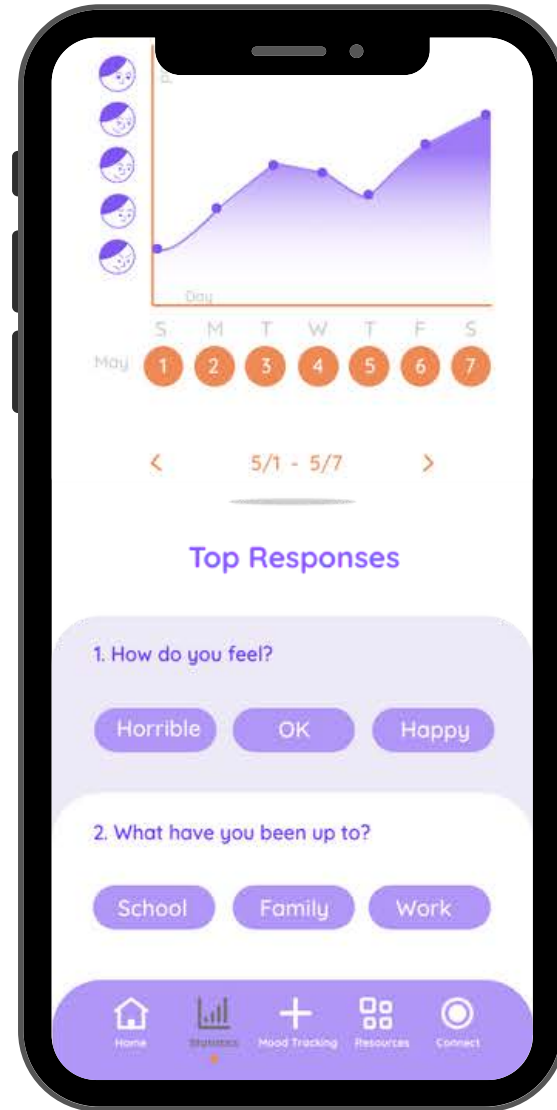 Day
S M T W T F S
May 1 2 3 4 5 6 7
< 5/1 - 5/7 >
Top Responses
1. How do you feel?
Horrible OK Happy
2. What have you been up to?
School Family Work
Home Statistics Mood Tracking Resources Connect